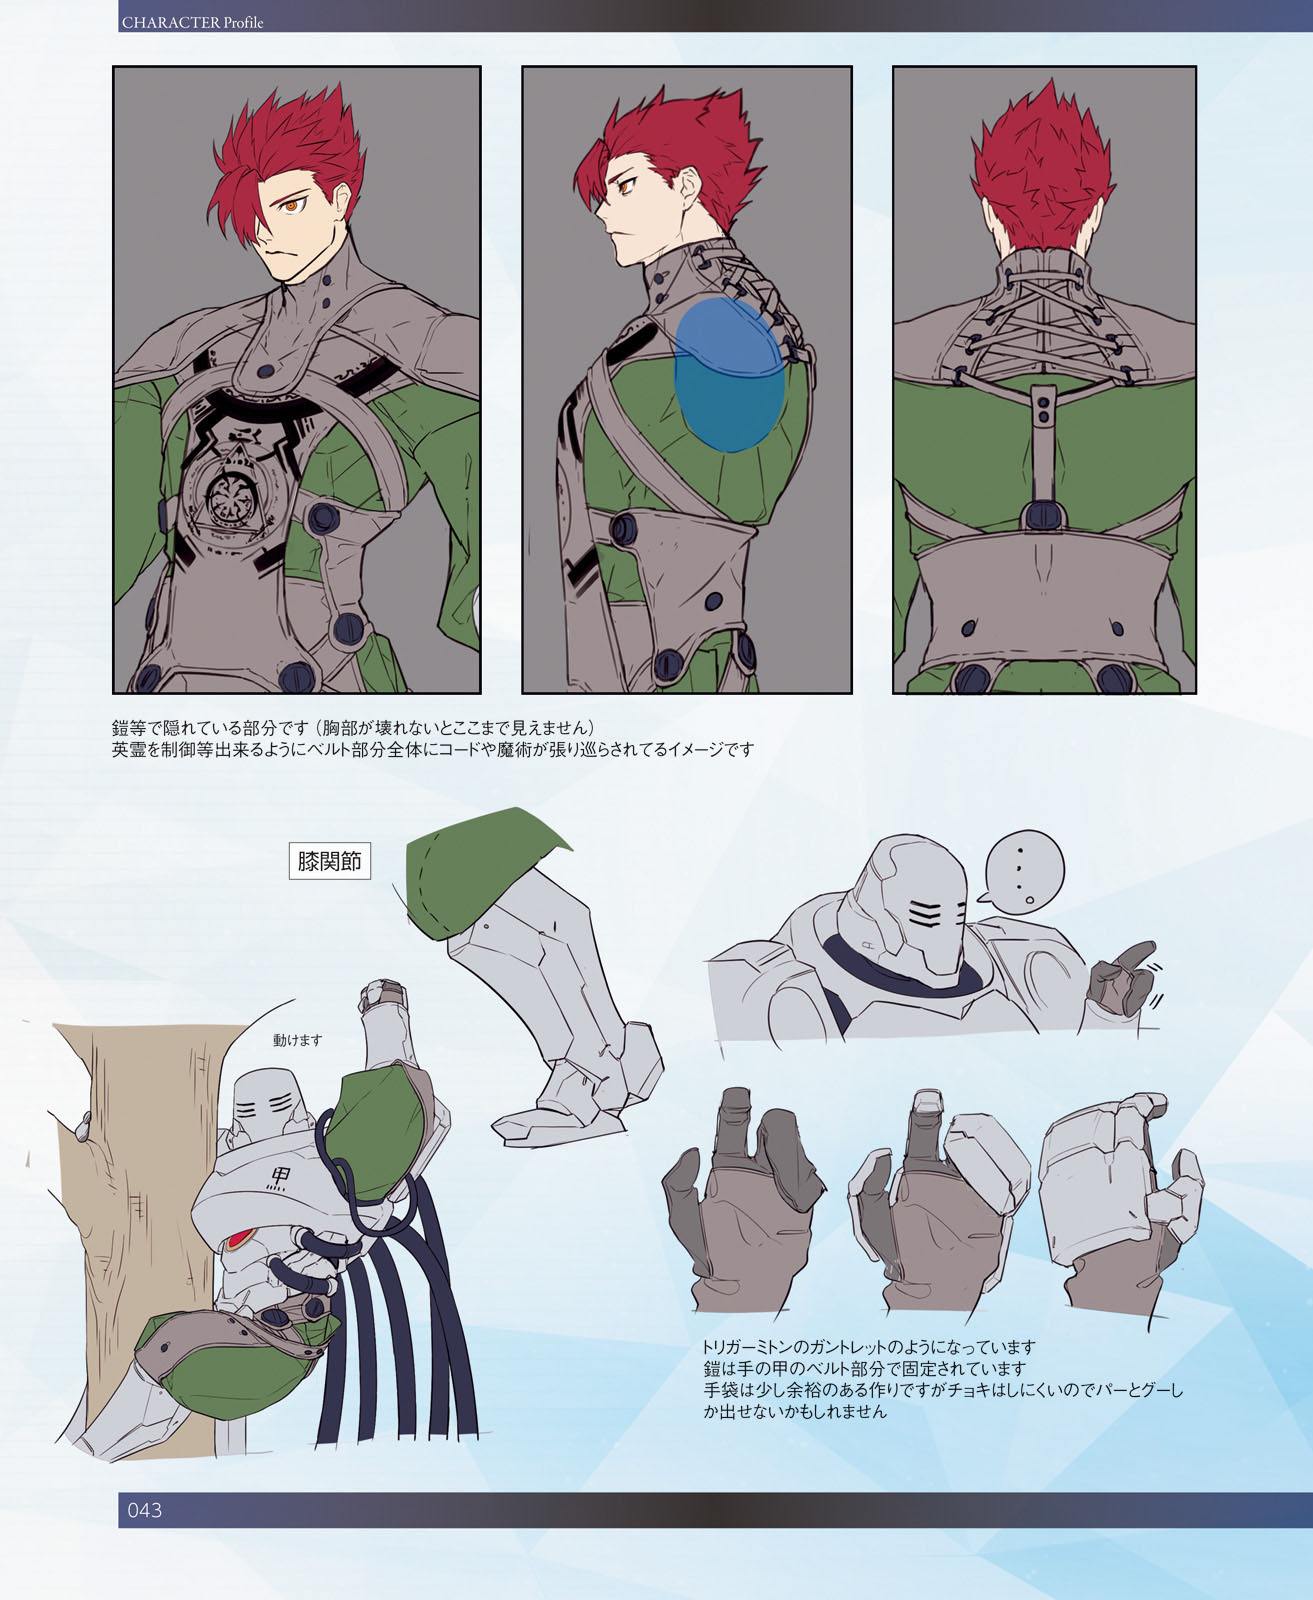 CHARACTER Profile
鎧等で隠れている部分です（胸部が壊れないとここまで見えません）
英霊を制御等出来るようにベルト部分全体にコードや魔術が張り巡らされてるイメージです
膝関節
動けます
甲
トリガーミトンのガントレットのようになっています
鎧は手の甲のベルト部分で固定されています
手袋は少し余裕のある作りですがチョキはしにくいのでパーとグーし
か出せないかもしれません
043